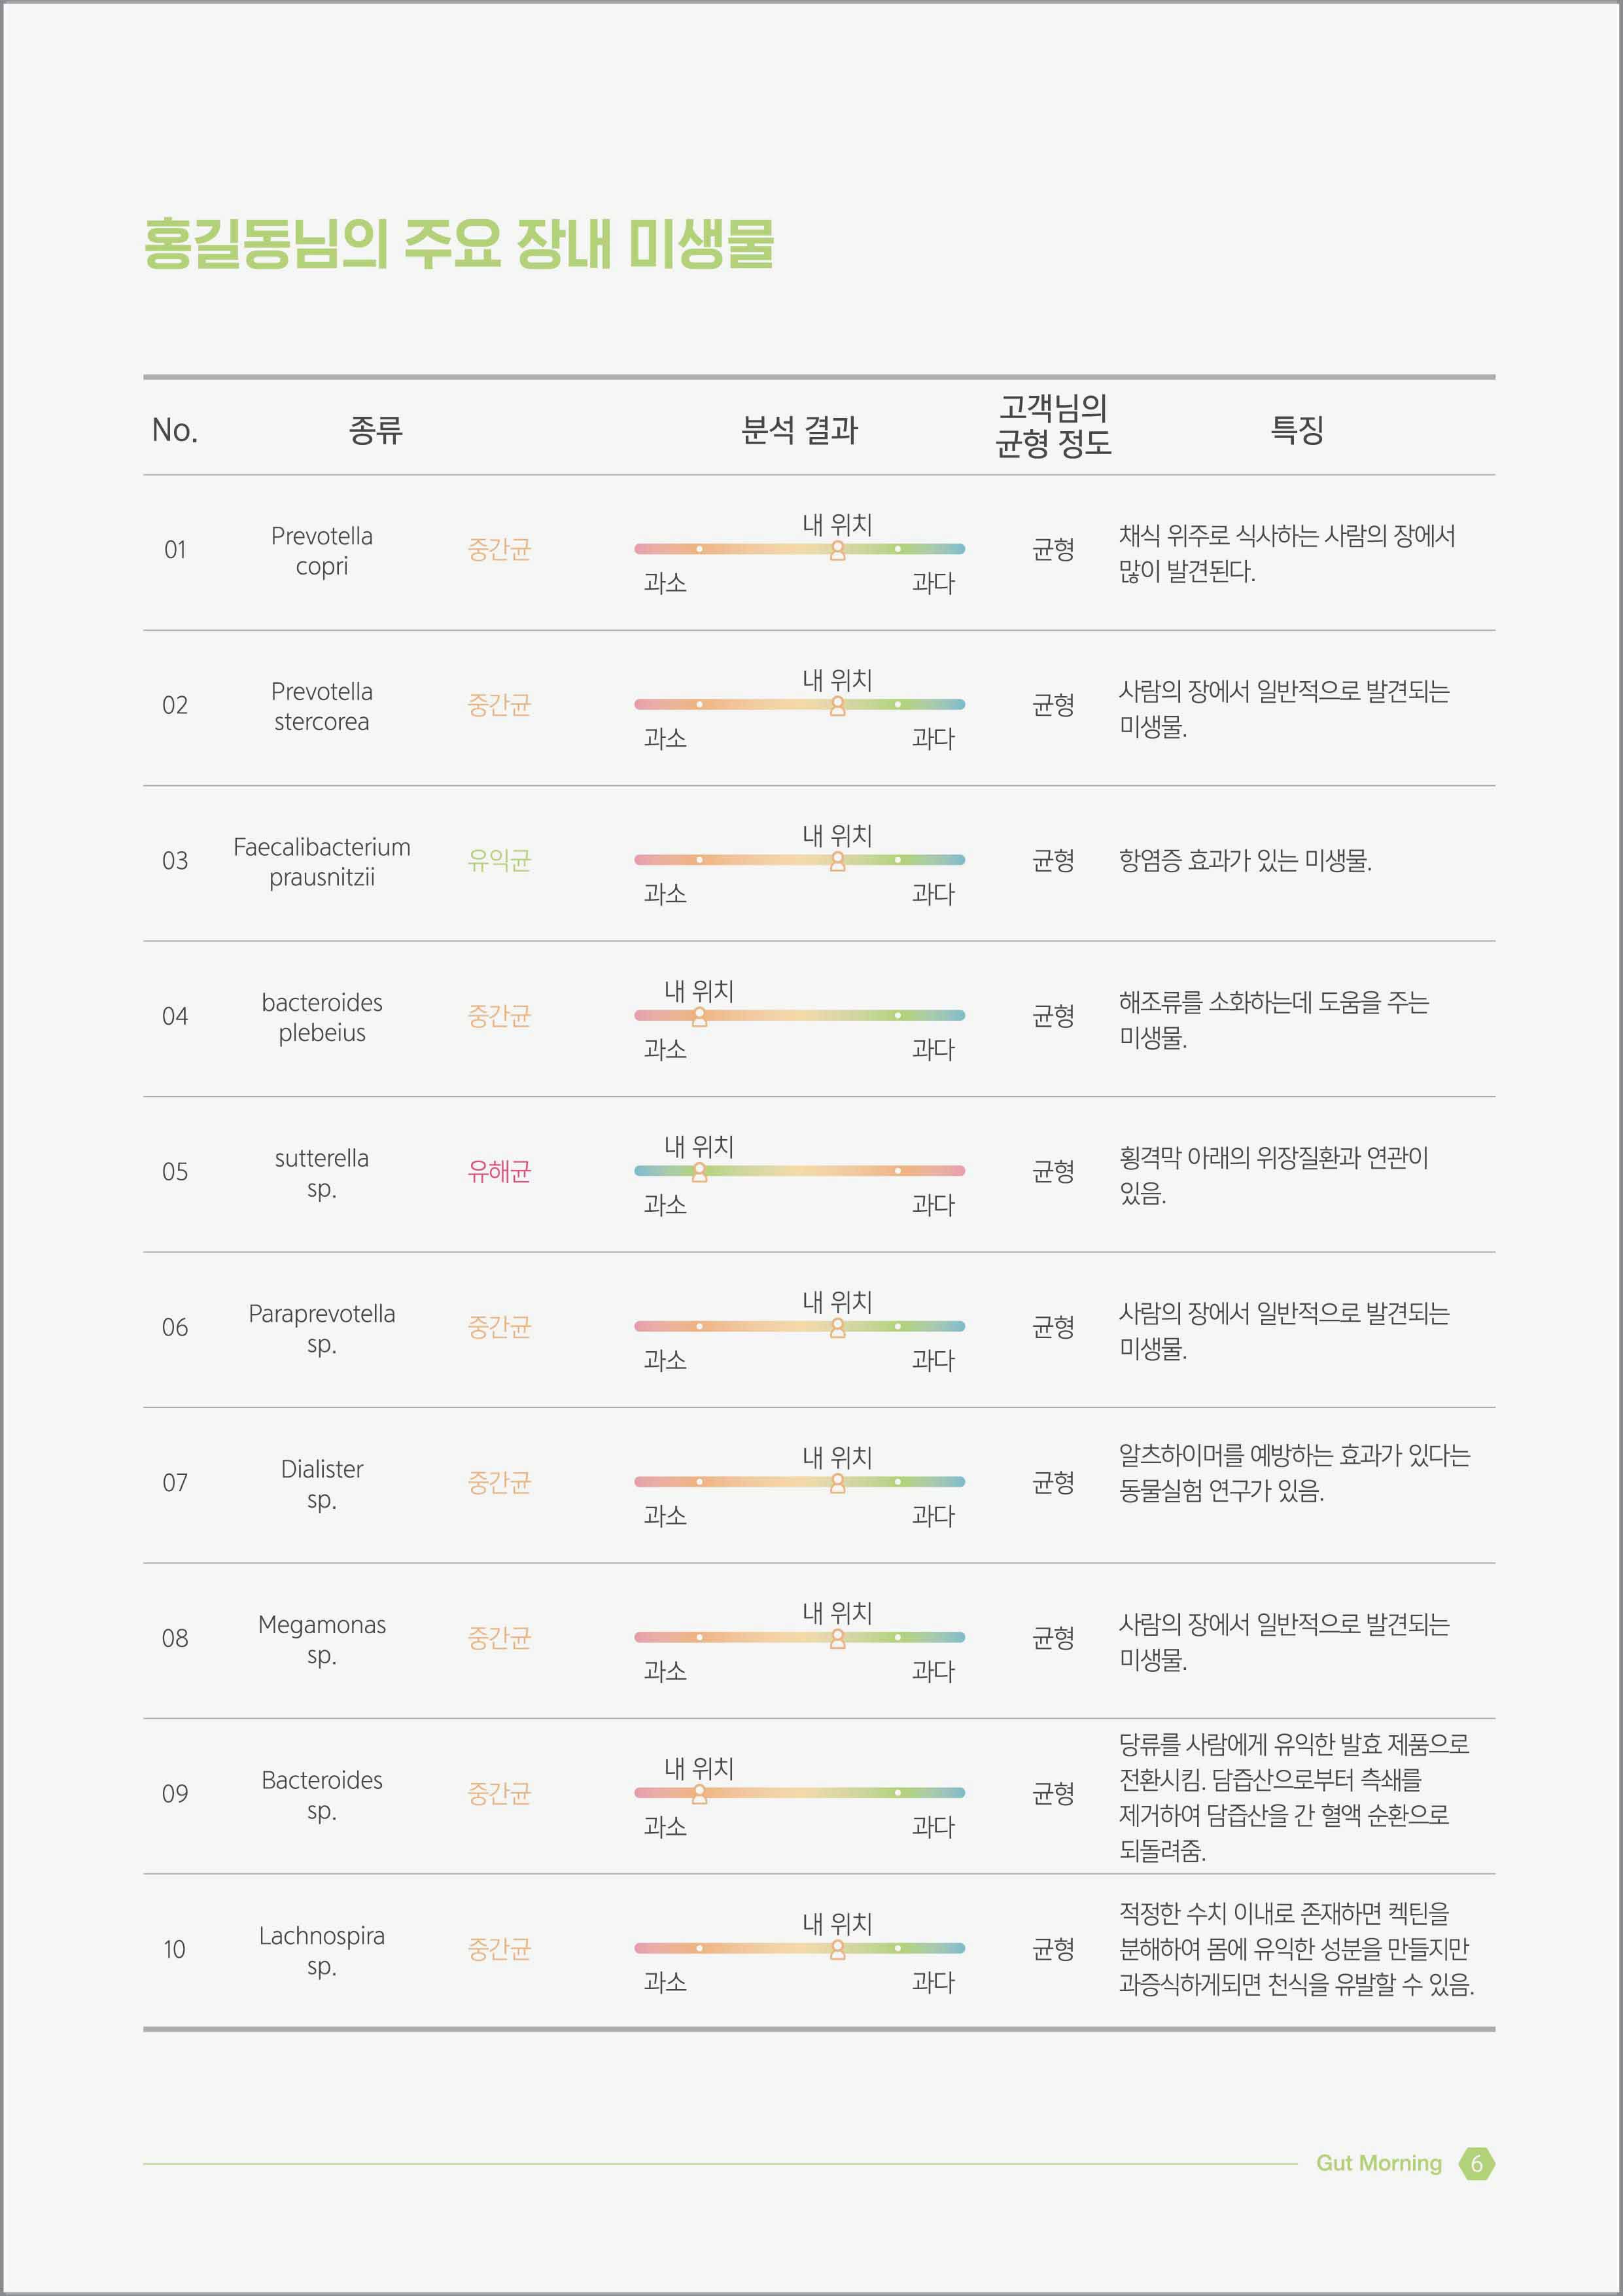 홍길동님의 주요 장내 미생물
No. 종류 분석 결과 고객님의
균형 정도 특징
01 Prevotella
copri 중간균 내 위치
과소 과다 균형 채식 위주로 식사하는 사람의 장에서
많이 발견된다.
02 Prevotella
stercorea 중간균 내 위치
과소 과다 균형 사람의 장에서 일반적으로 발견되는
미생물.
03 Faecalibacterium
prausnitzii 유익균 내 위치
과소 과다 균형 항염증 효과가 있는 미생물.
04 bacteroides
plebeius 중간균 내 위치
과소 과다 균형 해조류를 소화하는데 도움을 주는
미생물.
05 sutterella
sp. 유해균 내 위치
과소 과다 균형 횡격막 아래의 위장질환과 연관이
있음.
06 Paraprevotella
sp. 중간균 내 위치
과소 과다 균형 사람의 장에서 일반적으로 발견되는
미생물.
07 Dialister
sp. 중간균 내 위치
과소 과다 균형 알츠하이머를 예방하는 효과가 있다는
동물실험 연구가 있음.
08 Megamonas
sp. 중간균 내 위치
과소 과다 균형 사람의 장에서 일반적으로 발견되는
미생물.
09 Bacteroides
sp. 중간균 내 위치
과소 과다 균형 당류를 사람에게 유익한 발효 제품으로
전환시킴. 담즙산으로부터 측쇄를
제거하여 담즙산을 간 혈액 순환으로
되돌려줌.
10 Lachnospira
sp. 중간균 내 위치
과소 과다 균형 적정한 수치 이내로 존재하면 켁틴을
분해하여 몸에 유익한 성분을 만들지만
과증식하게되면 천식을 유발할 수 있음.
Gut Morning 6